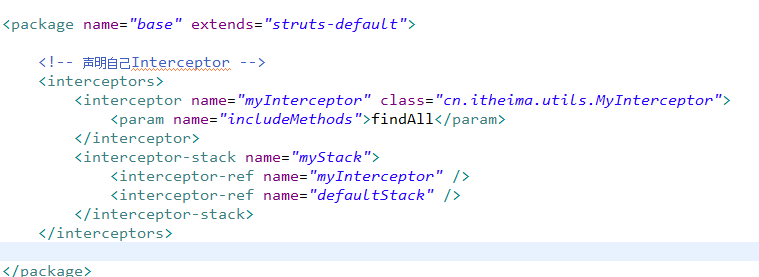 <package name="base" extends="struts-default">
<!-- 声明自己Interceptor -->
<interceptors>
<interceptor name="myInterceptor" class="cn.itheima.utils.MyInterceptor">
<param name="includeMethods">findAll</param>
</interceptor>
<interceptor-stack name="myStack">
<interceptor-ref name="myInterceptor" />
<interceptor-ref name="defaultStack" />
</interceptor-stack>
</interceptors>
</package>